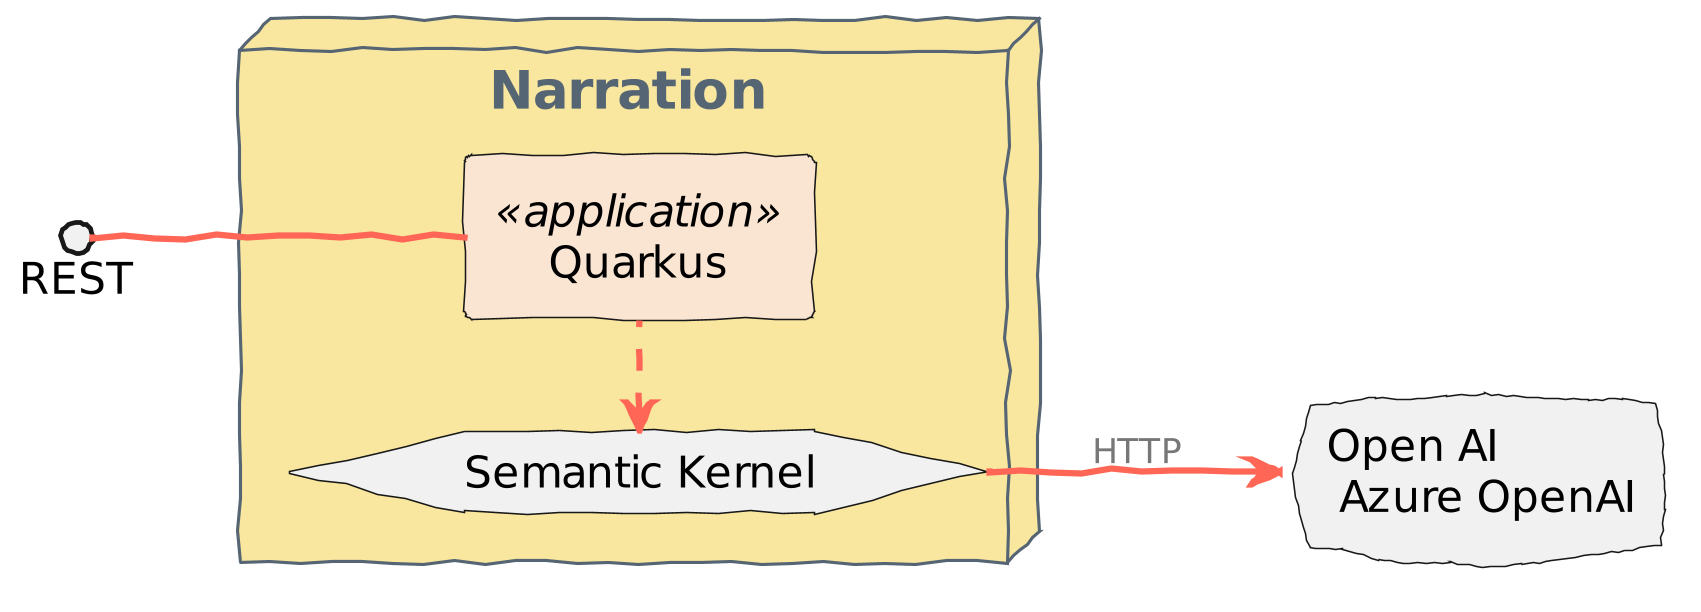 Narration
«application»
Quarkus
REST
Semantic Kernel
HTTP
Open AI
Azure OpenAI